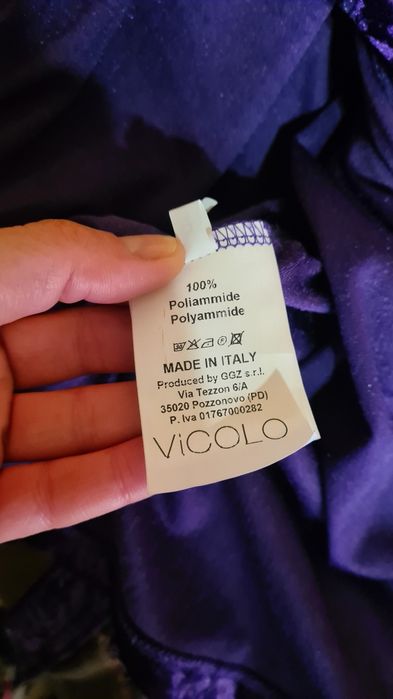 100%
Poliammide
Polyammide
MADE IN ITALY
Produced by GGZ s.r.l.
Via Tezzon 6/A
35020 Pozzonovo (PD)
P. Iva 01767000282
ViCOLO